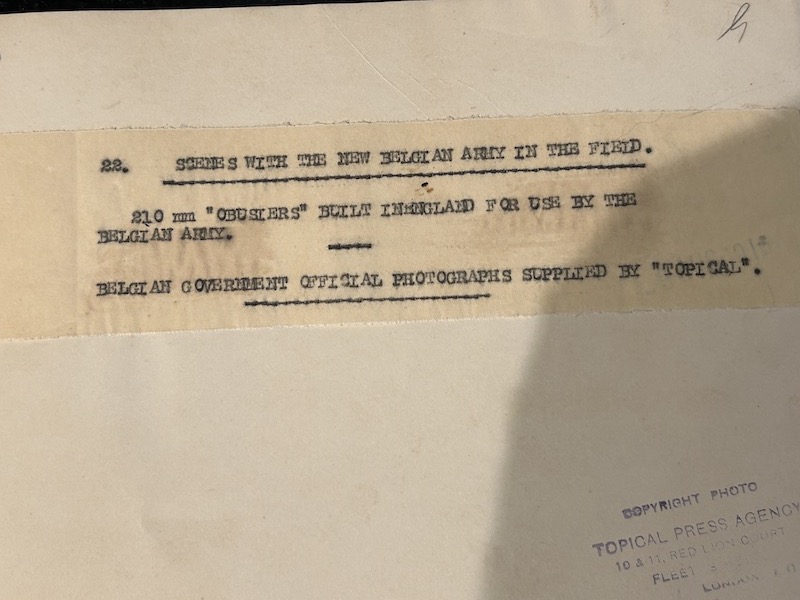 22. SCENES WITH THE NEW BELGIAN ARMY IN THE FIELD.
210 mm "OBUSIERS" BUILT INENGLAND FOR USE BY THE
BELGIAN ARMY.
BELGIAN GOVERNMENT OFFICIAL PHOTOGRAPHS SUPPLIED BY "TOPICAL".
COPYRIGHT PHOTO
TOPICAL PRESS AGENCY
10 & 11, RED LION COURT
FLEET
LONDON